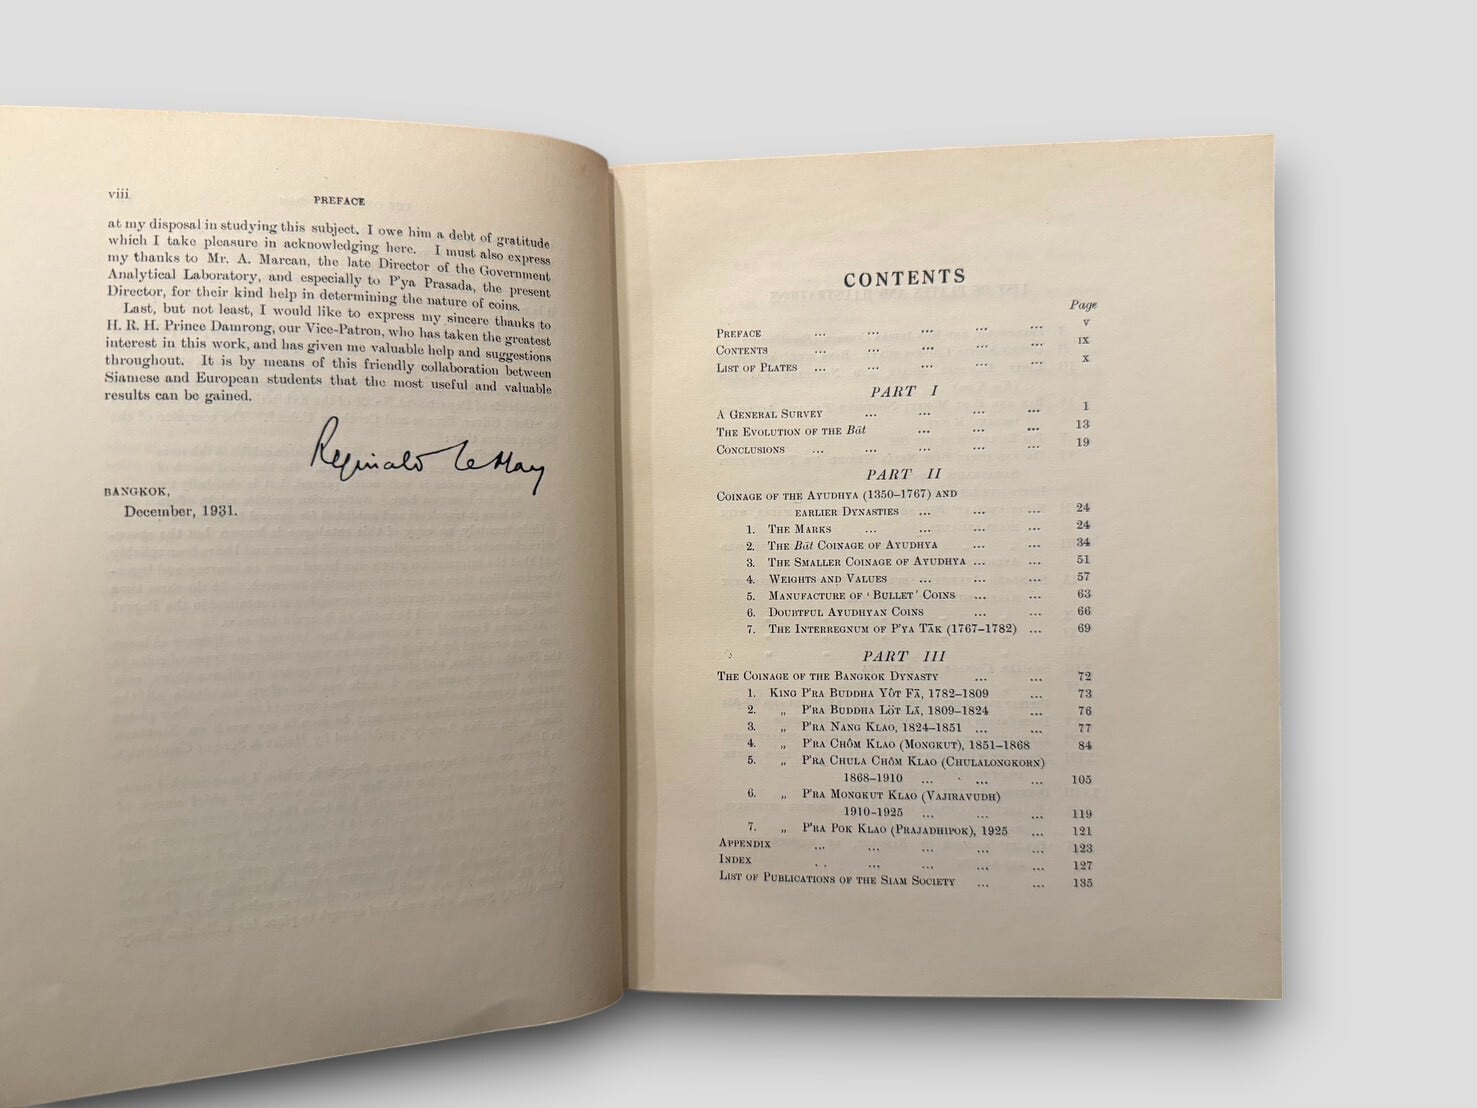 viii
PREFACE
at my disposal in studying this subject. I owe him a debt of gratitude
which I take pleasure in acknowledging here. I must also express
my thanks to Mr. A. Marcan, the late Director of the Government
Analytical Laboratory, and especially to P'ya Prasada, the present
Director, for their kind help in determining the nature of coins.
Last, but not least, I would like to express my sincere thanks to
H. R. H. Prince Damrong, our Vice-Patron, who has taken the greatest
interest in this work, and has given me valuable help and suggestions
throughout. It is by means of this friendly collaboration between
Siamese and European students that the most useful and valuable
results can be gained.
Reginald le May
BANGKOK,
December, 1931.
CONTENTS
Page
PREFACE ... ... ... ... ... v
CONTENTS ... ... ... ... ... ix
LIST OF PLATES ... ... ... ... ... x
PART I
A GENERAL SURVEY ... ... ... ... 1
THE EVOLUTION OF THE Bāt ... ... ... 13
CONCLUSIONS ... ... ... ... ... 19
PART II
COINAGE OF THE AYUDHYA (1350–1767) AND
EARLIER DYNASTIES ... ... ... 24
1. THE MARKS ... ... ... ... 24
2. THE Bāt COINAGE OF AYUDHYA ... ... 34
3. THE SMALLER COINAGE OF AYUDHYA ... ... 51
4. WEIGHTS AND VALUES ... ... ... 57
5. MANUFACTURE OF ‘BULLET’ COINS ... ... 63
6. DOUBTFUL AYUDHYAN COINS ... ... 66
7. THE INTERREGNUM OF P'YA TĀK (1767–1782) ... 69
PART III
THE COINAGE OF THE BANGKOK DYNASTY ... ... 72
1. KING P'RA BUDDHA YÔT FĀ, 1782–1809 ... 73
2. „ P'RA BUDDHA LÖT LĀ, 1809–1824 ... 76
3. „ P'RA NANG KLAO, 1824–1851 ... ... 77
4. „ P'RA CHÔM KLAO (MONGKUT), 1851–1868 84
5. „ P'RA CHULA CHÔM KLAO (CHULALONGKORN)
1868–1910 ... ... ... 105
6. „ P'RA MONGKUT KLAO (VAJIRAVUDH)
1910–1925 ... ... ... 119
7. „ P'RA POK KLAO (PRAJADHIPOK), 1925 ... 121
APPENDIX ... ... ... ... ... 123
INDEX .. ... ... ... ... 127
LIST OF PUBLICATIONS OF THE SIAM SOCIETY ... ... 135